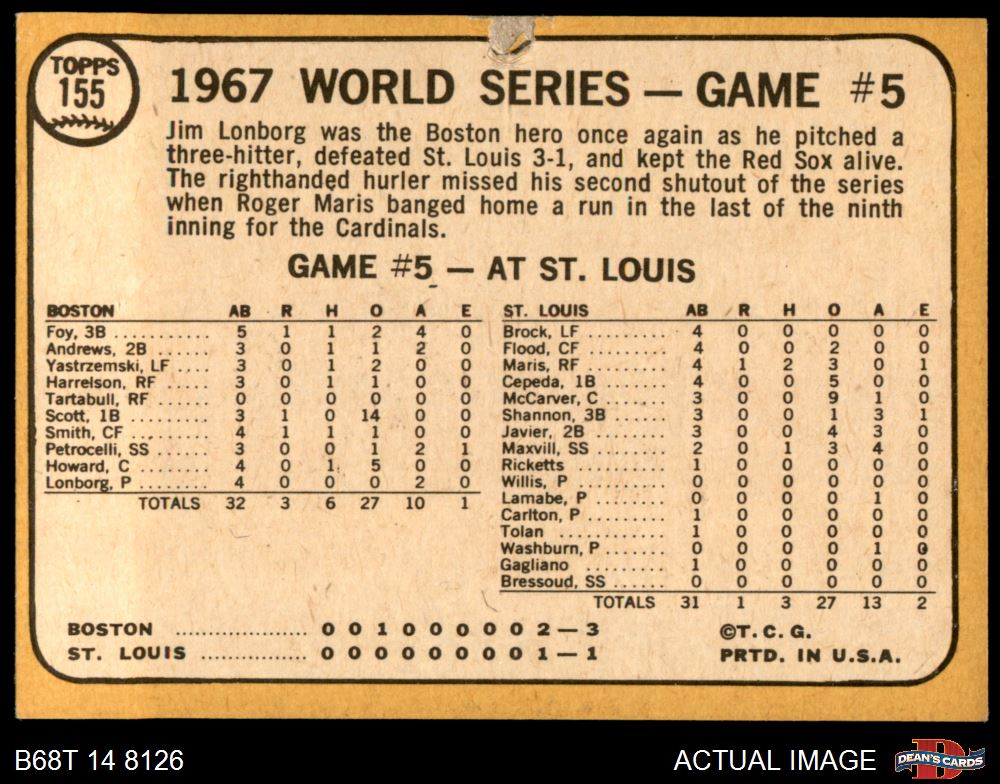 TOPPS
155
1967 WORLD SERIES — GAME #5
Jim Lonborg was the Boston hero once again as he pitched a
three-hitter, defeated St. Louis 3-1, and kept the Red Sox alive.
The righthanded hurler missed his second shutout of the series
when Roger Maris banged home a run in the last of the ninth
inning for the Cardinals.
GAME #5 — AT ST. LOUIS
BOSTON AB R H O A E
Foy, 3B .......... 5 1 1 2 4 0
Andrews, 2B ....... 3 0 1 1 2 0
Yastrzemski, LF .... 3 0 1 2 0 0
Harrelson, RF ..... 3 0 1 1 0 0
Tartabull, RF ...... 0 0 0 0 0 0
Scott, 1B ......... 3 1 0 14 0 0
Smith, CF ......... 4 1 1 1 0 0
Petrocelli, SS ...... 3 0 0 1 2 1
Howard, C ........ 4 0 1 5 0 0
Lonborg, P ........ 4 0 0 0 2 0
TOTALS 32 3 6 27 10 1
ST. LOUIS AB R H O A E
Brock, LF ......... 4 0 0 0 0 0
Flood, CF ......... 4 0 0 2 0 0
Maris, RF ......... 4 1 2 3 0 1
Cepeda, 1B ........ 4 0 0 5 0 0
McCarver, C ....... 3 0 0 9 1 0
Shannon, 3B ....... 3 0 0 1 3 1
Javier, 2B ......... 3 0 0 4 3 0
Maxvill, SS ........ 2 0 1 3 4 0
Ricketts .......... 1 0 0 0 0 0
Willis, P .......... 0 0 0 0 0 0
Lamabe, P ........ 0 0 0 0 1 0
Carlton, P ......... 1 0 0 0 0 0
Tolan ............ 1 0 0 0 0 0
Washburn, P ....... 0 0 0 0 1 0
Gagliano .......... 1 0 0 0 0 0
Bressoud, SS ...... 0 0 0 0 0 0
TOTALS 31 1 3 27 13 2
BOSTON .................... 0 0 1 0 0 0 0 0 2 — 3
ST. LOUIS ................ 0 0 0 0 0 0 0 0 1 — 1
©T. C. G.
PRTD. IN U.S.A.
B68T 14 8126
ACTUAL IMAGE
DEAN'S CARDS